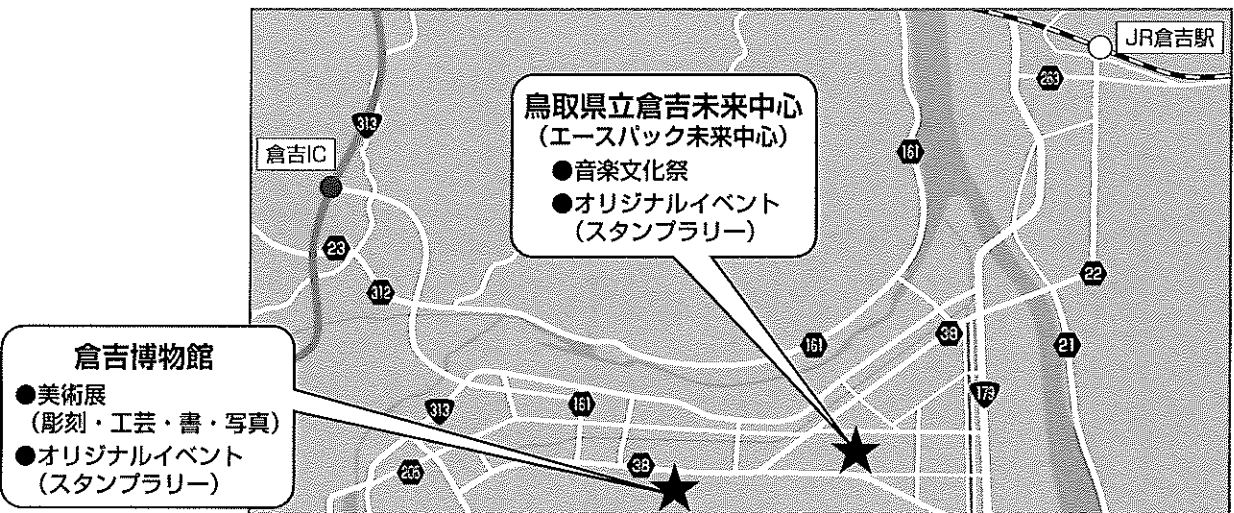 JR倉吉駅
263
鳥取県立倉吉未来中心
（エースパック未来中心）
●音楽文化祭
●オリジナルイベント
（スタンプラリー）
313
倉吉IC
161
23
312
22
38
161
21
倉吉博物館
●美術展
（彫刻・工芸・書・写真）
●オリジナルイベント
（スタンプラリー）
313
161
179
205
38